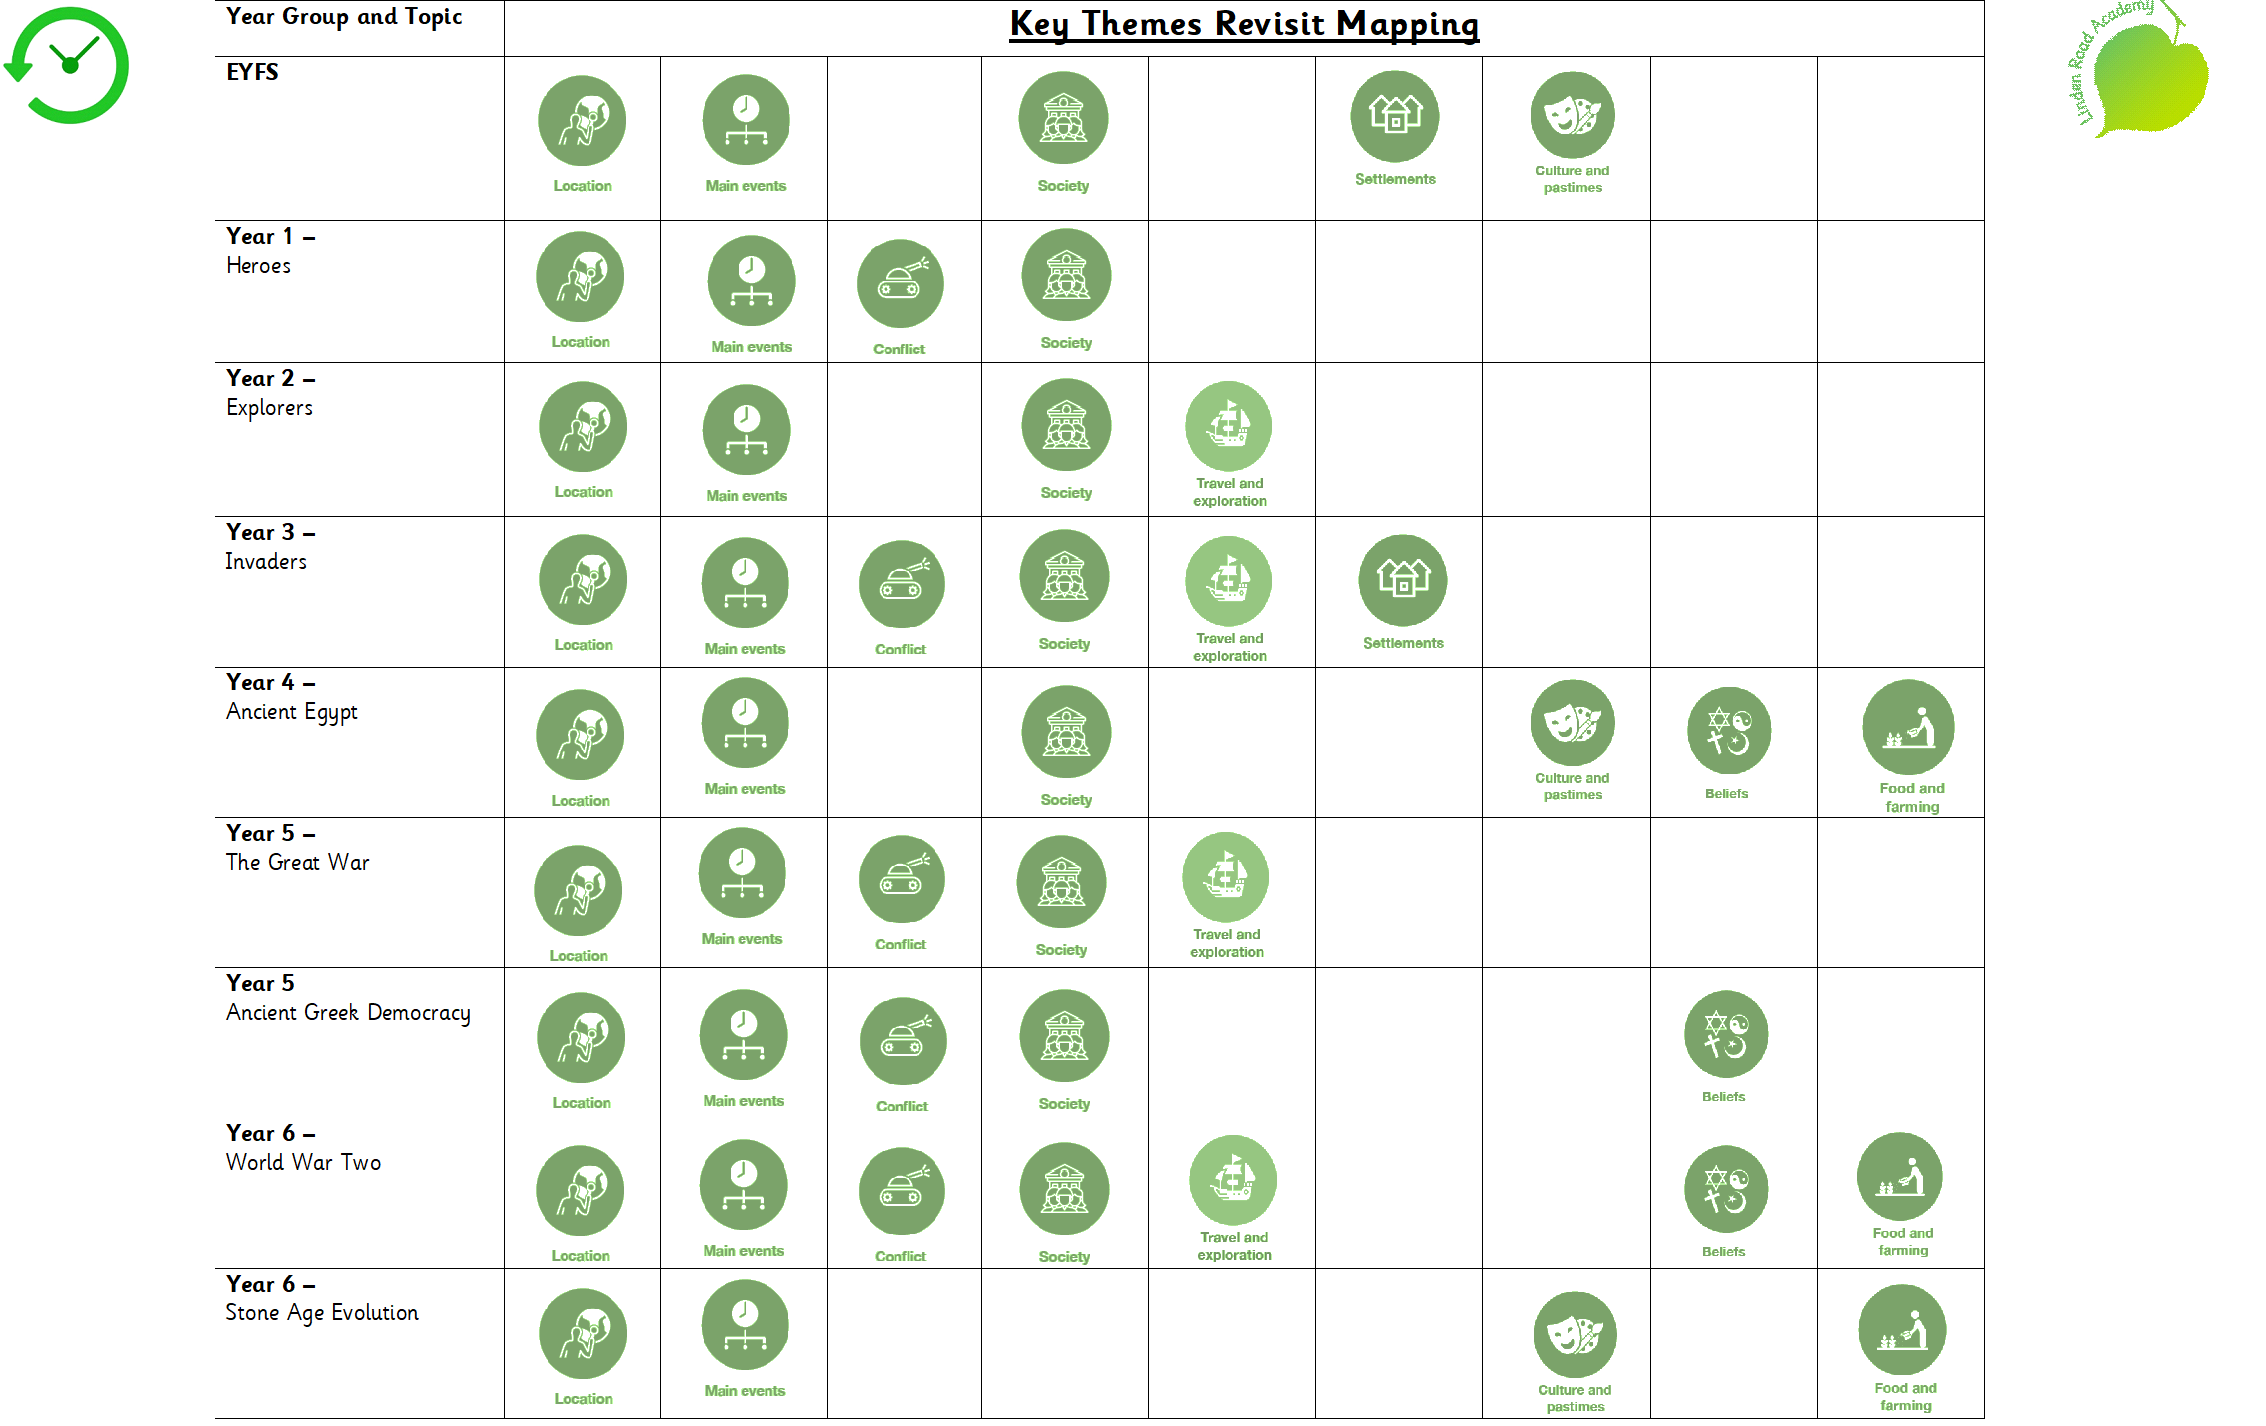 Year Group and Topic
Key Themes Revisit Mapping
Linden Road Academy
EYFS
Location
Main events
Society
Settlements
Culture and
pastimes
Year 1 –
Heroes
Location
Main events
Conflict
Society
Year 2 –
Explorers
Location
Main events
Society
Travel and
exploration
Year 3 –
Invaders
Location
Main events
Conflict
Society
Travel and
exploration
Settlements
Year 4 –
Ancient Egypt
Location
Main events
Society
Culture and
pastimes
Beliefs
Food and
farming
Year 5 –
The Great War
Location
Main events
Conflict
Society
Travel and
exploration
Year 5
Ancient Greek Democracy
Location
Main events
Conflict
Society
Beliefs
Year 6 –
World War Two
Location
Main events
Conflict
Society
Travel and
exploration
Beliefs
Food and
farming
Year 6 –
Stone Age Evolution
Location
Main events
Culture and
pastimes
Food and
farming